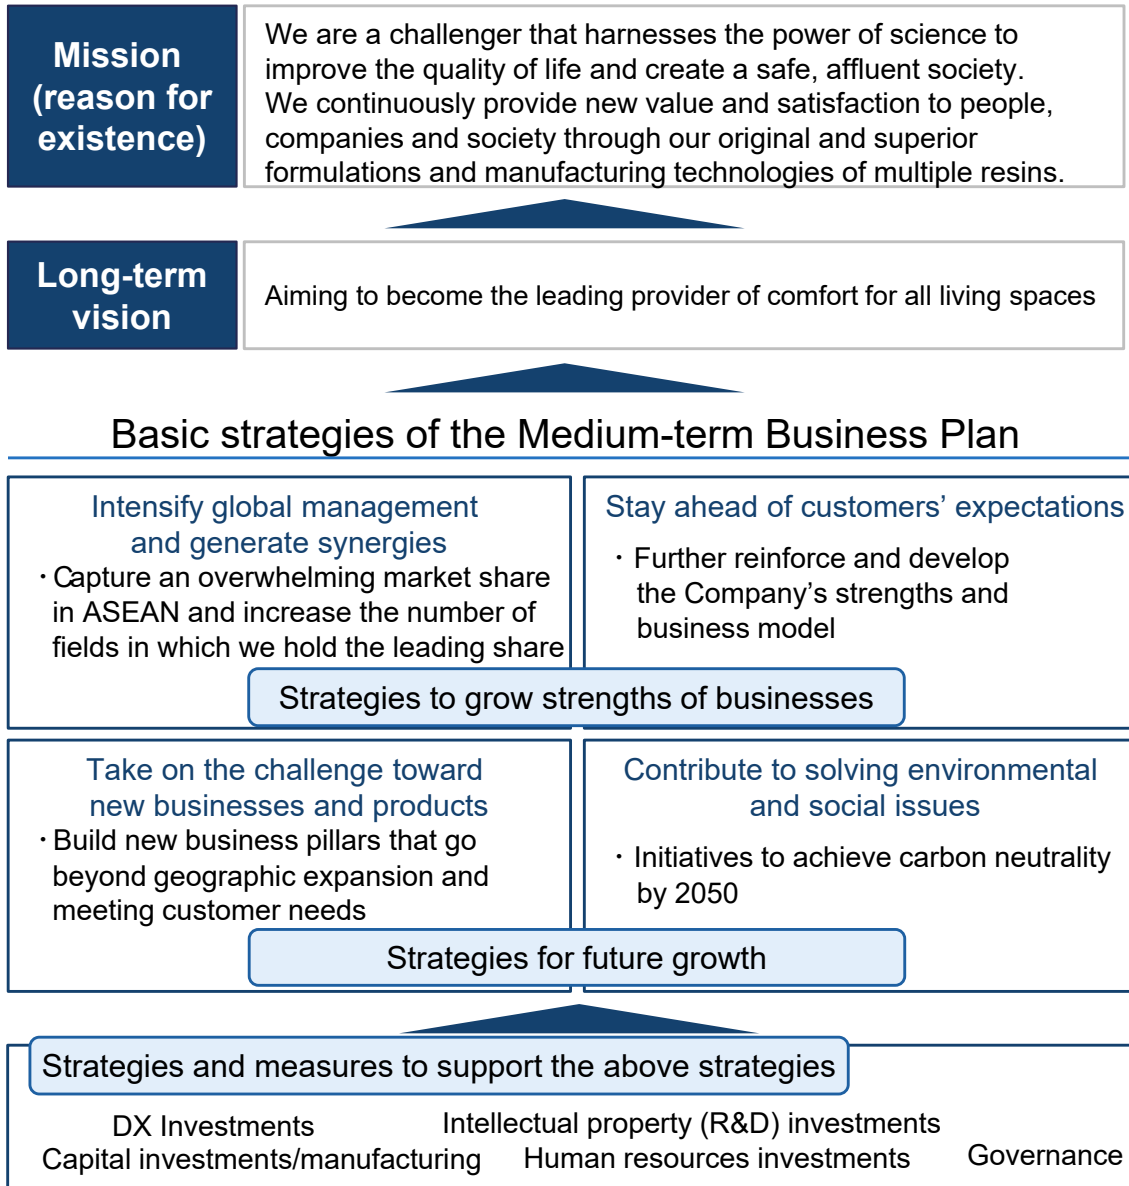 Mission
(reason for
existence)
We are a challenger that harnesses the power of science to
improve the quality of life and create a safe, affluent society.
We continuously provide new value and satisfaction to people,
companies and society through our original and superior
formulations and manufacturing technologies of multiple resins.
Long-term
vision
Aiming to become the leading provider of comfort for all living spaces
Basic strategies of the Medium-term Business Plan
Intensify global management
and generate synergies
・Capture an overwhelming market share
in ASEAN and increase the number of
fields in which we hold the leading share
Stay ahead of customers’ expectations
・Further reinforce and develop
the Company’s strengths and
business model
Strategies to grow strengths of businesses
Take on the challenge toward
new businesses and products
・Build new business pillars that go
beyond geographic expansion and
meeting customer needs
Contribute to solving environmental
and social issues
・Initiatives to achieve carbon neutrality
by 2050
Strategies for future growth
Strategies and measures to support the above strategies
DX Investments
Intellectual property (R&D) investments
Capital investments/manufacturing
Human resources investments
Governance